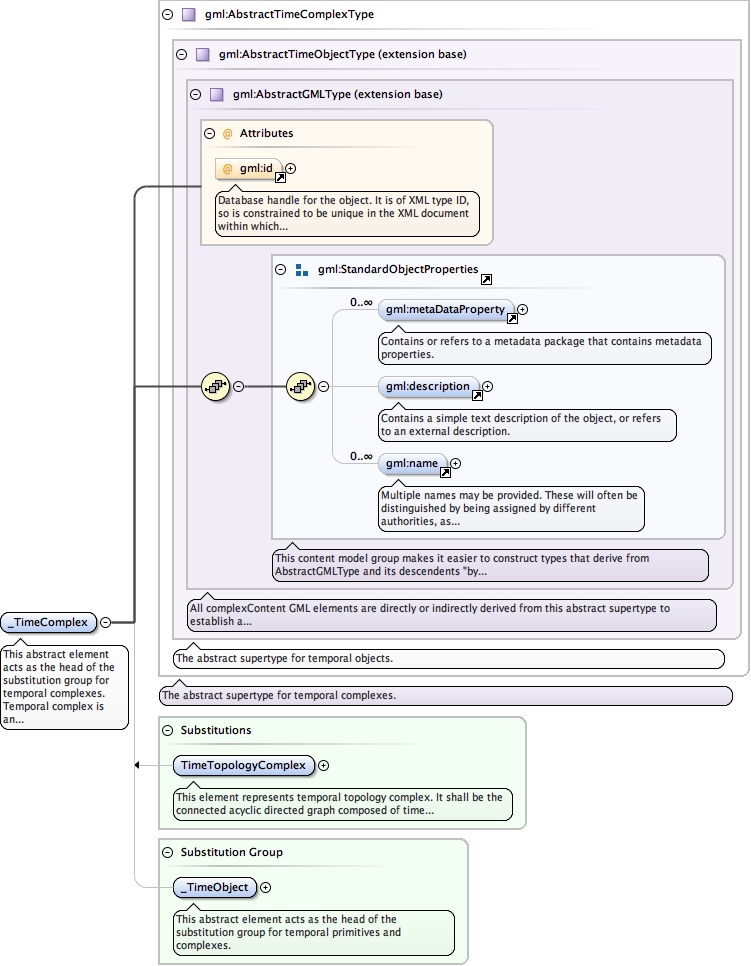 gml:AbstractTimeComplexType
gml:AbstractTimeObjectType (extension base)
gml:AbstractGMLType (extension base)
@ Attributes
@ gml:id
Database handle for the object. It is of XML type ID,
so is constrained to be unique in the XML document
within which...
gml:StandardObjectProperties
0..∞
gml:metaDataProperty
Contains or refers to a metadata package that contains metadata
properties.
gml:description
Contains a simple text description of the object, or refers
to an external description.
0..∞
gml:name
Multiple names may be provided. These will often be
distinguished by being assigned by different
authorities, as...
This content model group makes it easier to construct types that derive from
AbstractGMLType and its descendents "by...
All complexContent GML elements are directly or indirectly derived from this abstract supertype to
establish a...
_TimeComplex
This abstract element
acts as the head of the
substitution group for
temporal complexes.
Temporal complex is
an...
The abstract supertype for temporal objects.
The abstract supertype for temporal complexes.
Substitutions
TimeTopologyComplex
This element represents temporal topology complex. It shall be the
connected acyclic directed graph composed of time...
Substitution Group
_TimeObject
This abstract element acts as the head of the
substitution group for temporal primitives and
complexes.